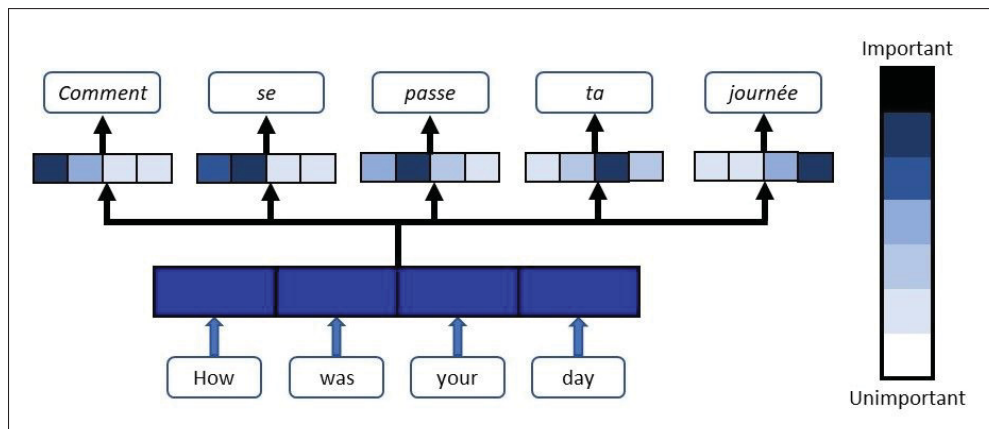 Important
Comment
se
passe
ta
journée
How
was
your
day
Unimportant